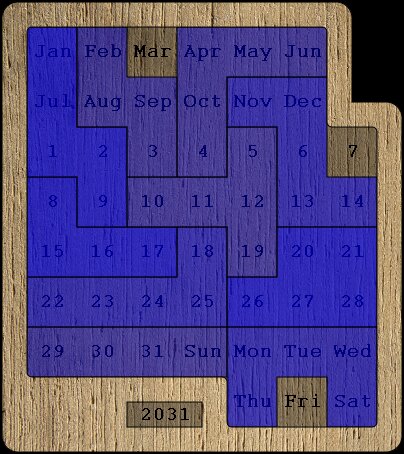 Jan Feb Mar Apr May Jun
Jul Aug Sep Oct Nov Dec
1 2 3 4 5 6 7
8 9 10 11 12 13 14
15 16 17 18 19 20 21
22 23 24 25 26 27 28
29 30 31 Sun Mon Tue Wed
Thu Fri Sat
2031